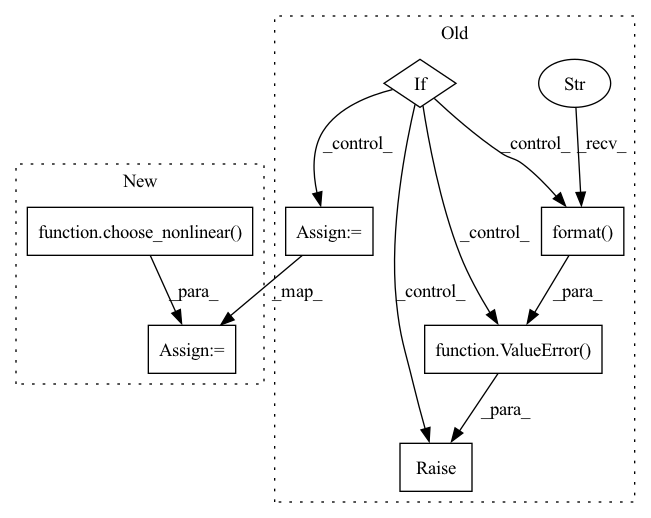 Old
If
Str
_control_
_control_
_recv_
New
function.choose_nonlinear()
Assign:=
_control_
format()
_para_
_map_
_control_
_para_
Assign:=
function.ValueError()
_para_
Raise